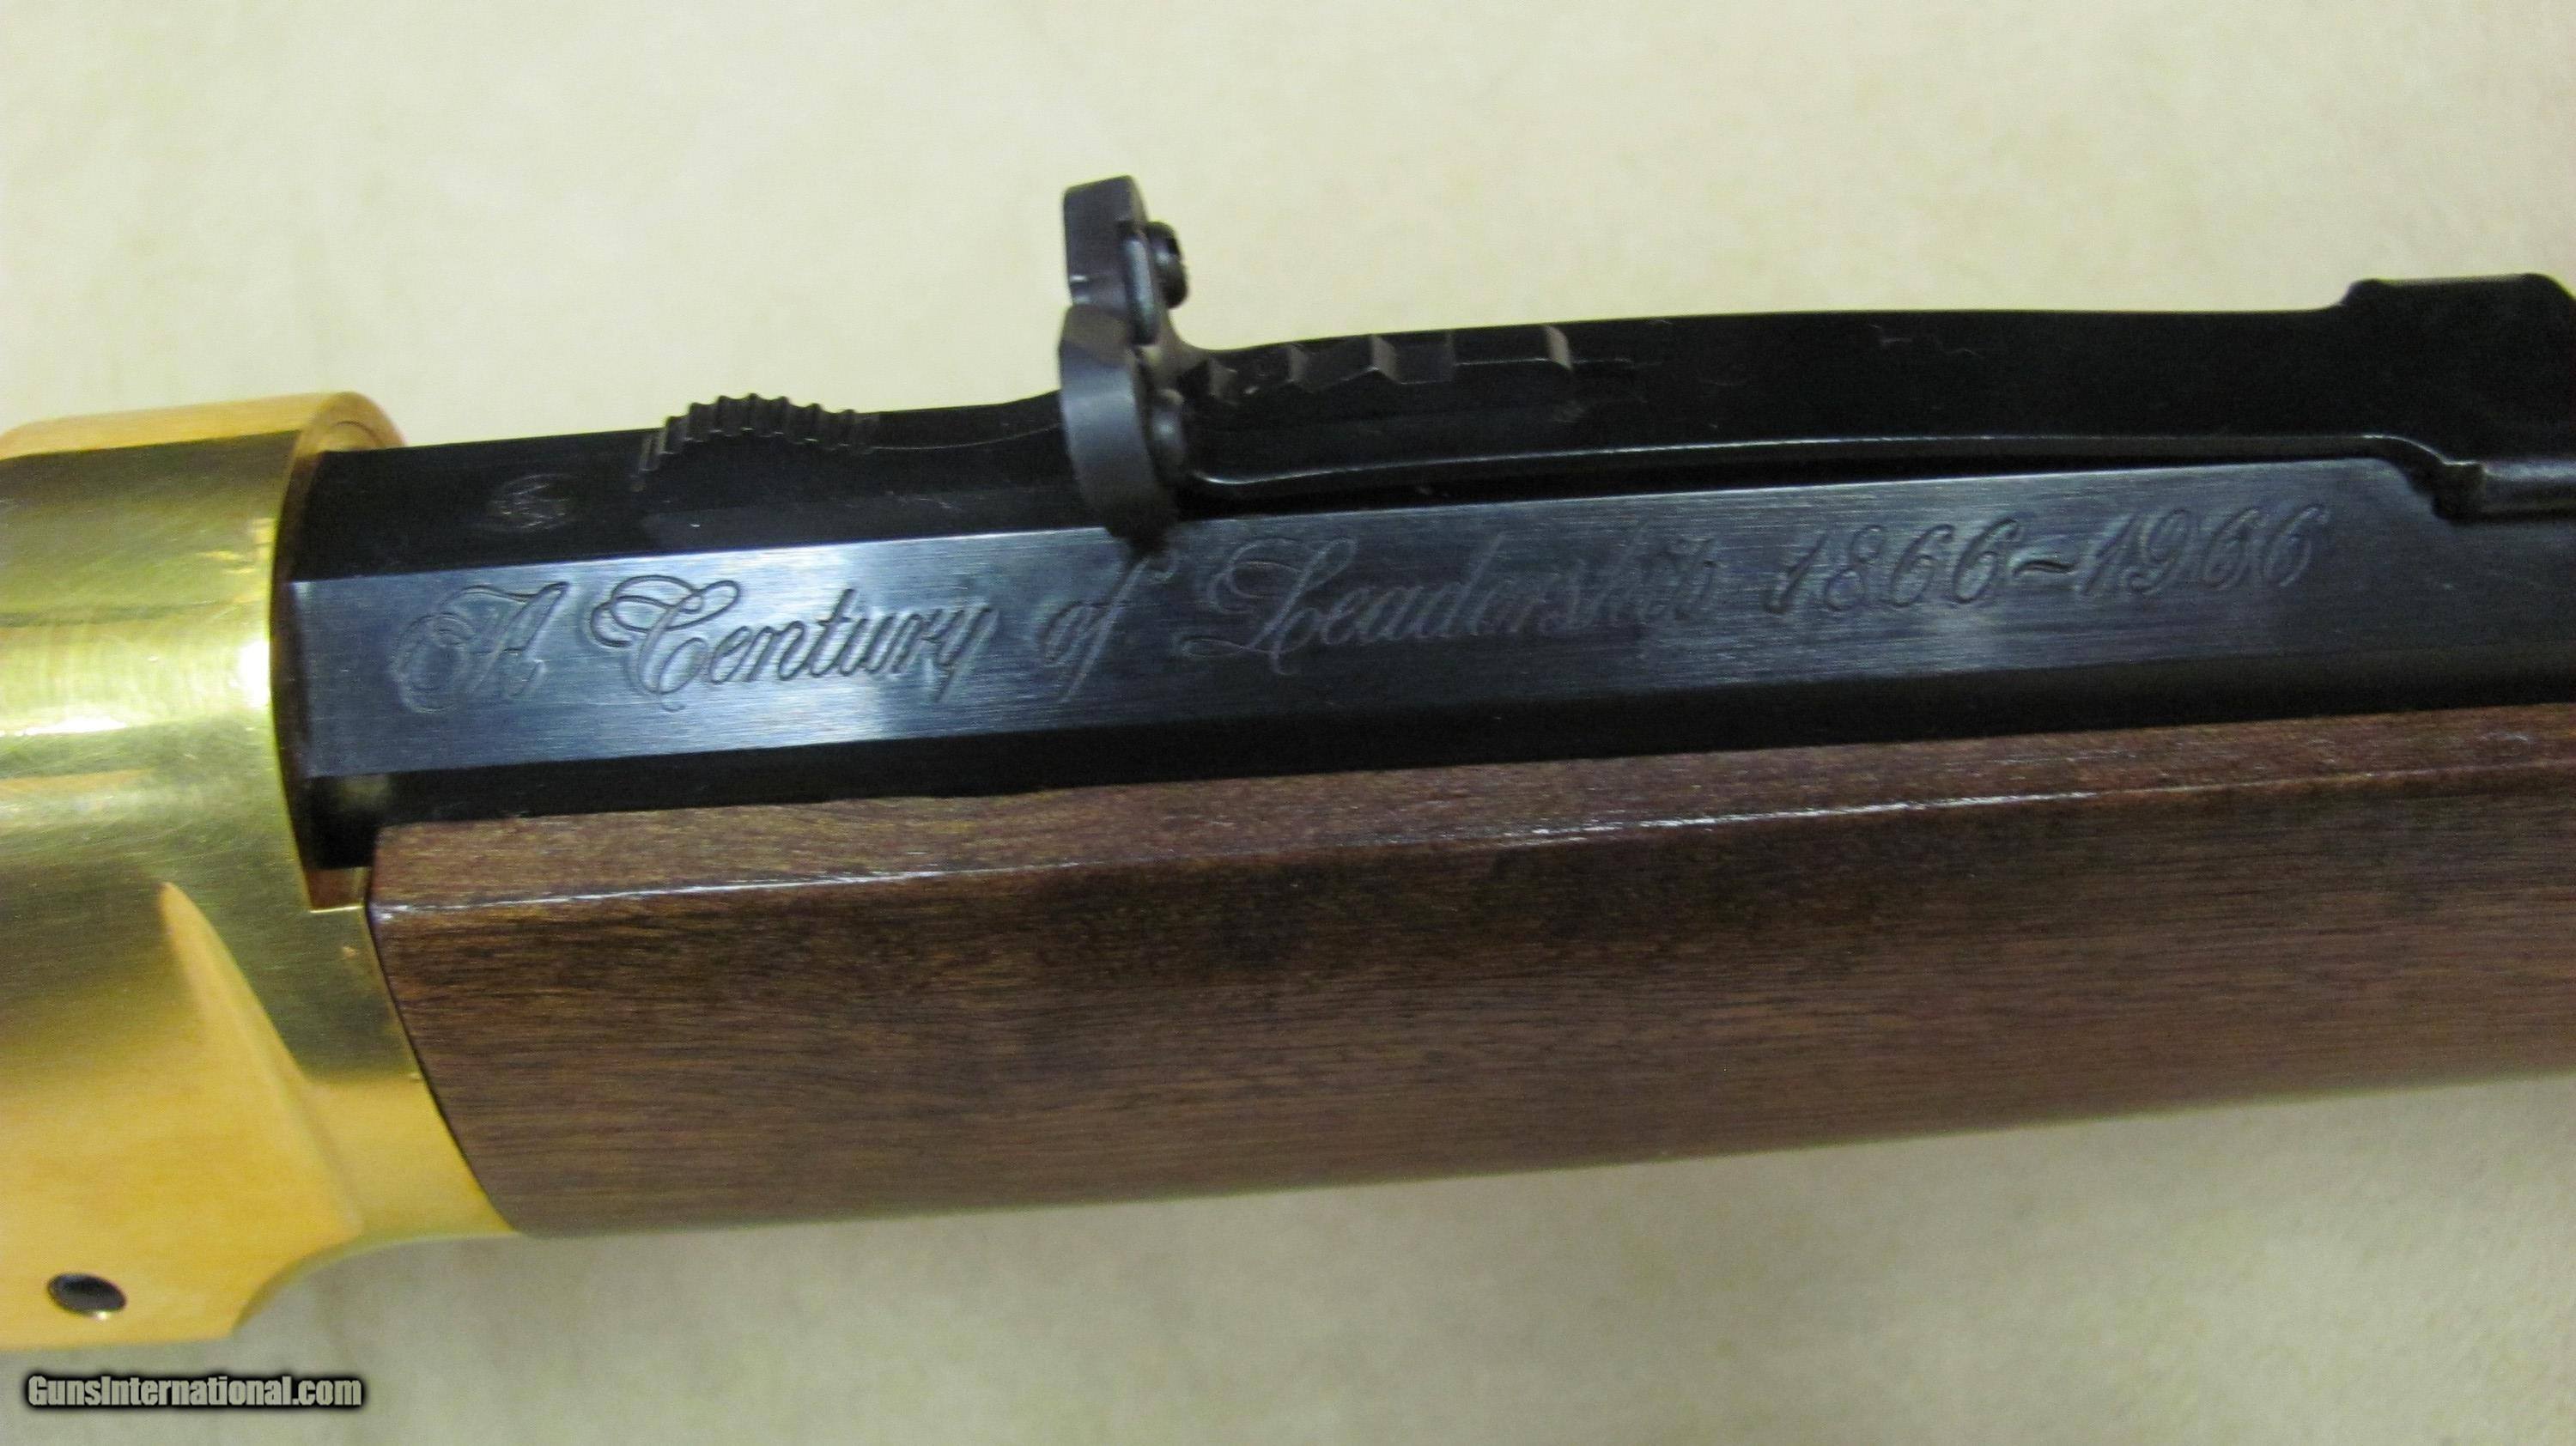 A Century of Leadership 1866-1966
GunsInternational.com